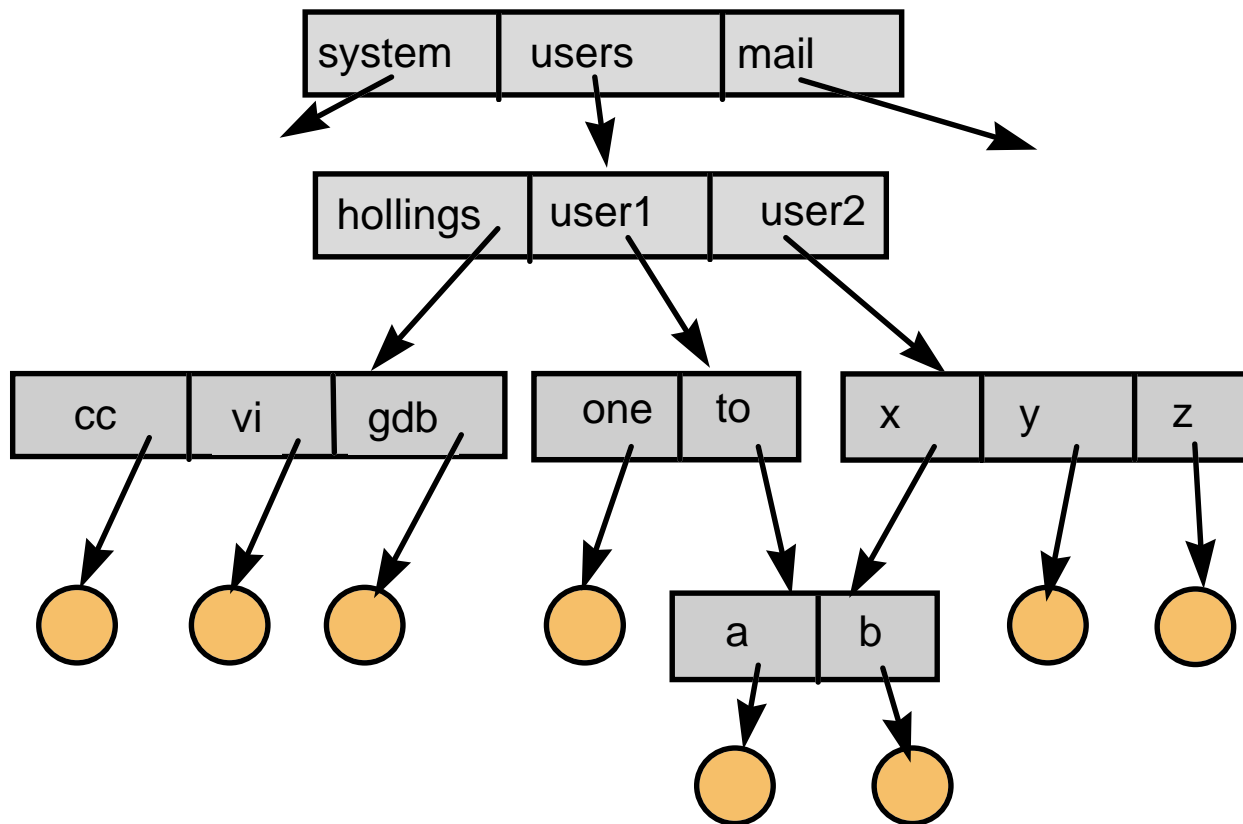 system users mail
hollings user1 user2
cc vi gdb one to x y z
a b